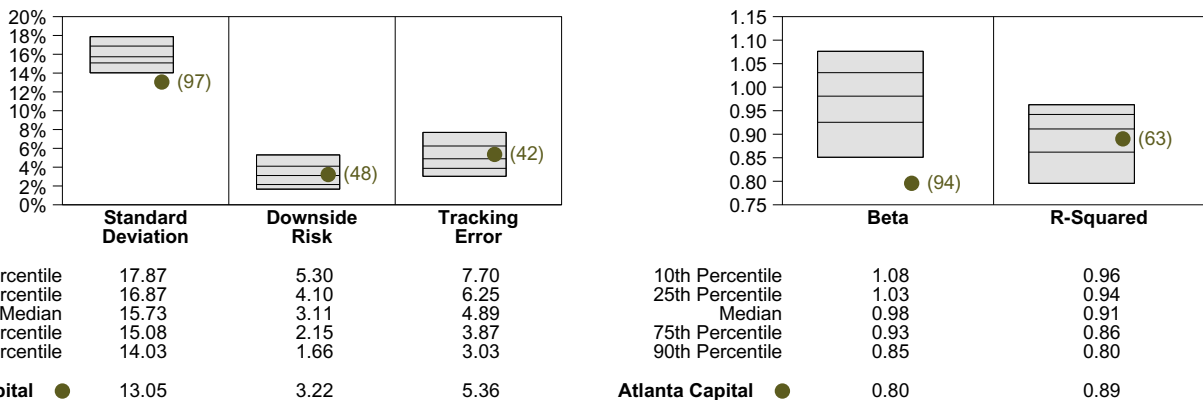 20%
18%
16%
14%
12%
10%
8%
6%
4%
2%
0%
(97)
(48)
(42)
Standard Deviation
Downside Risk
Tracking Error
rcentile 17.87 5.30 7.70
rcentile 16.87 4.10 6.25
Median 15.73 3.11 4.89
rcentile 15.08 2.15 3.87
rcentile 14.03 1.66 3.03
pital 13.05 3.22 5.36
1.15
1.10
1.05
1.00
0.95
0.90
0.85
0.80
0.75
(94)
(63)
Beta
R-Squared
10th Percentile 1.08 0.96
25th Percentile 1.03 0.94
Median 0.98 0.91
75th Percentile 0.93 0.86
90th Percentile 0.85 0.80
Atlanta Capital 0.80 0.89